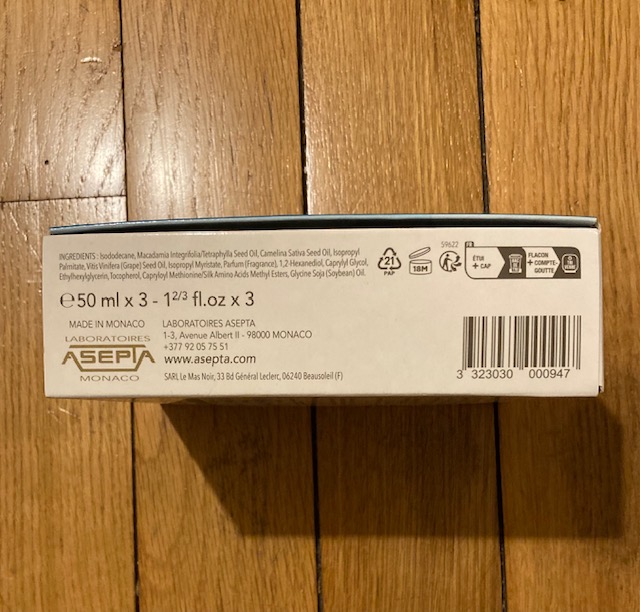 INGREDIENTS : Isododecane, Macadamia Integrifolia/Tetraphylla Seed Oil, Camelina Sativa Seed Oil, Isopropyl
Palmitate, Vitis Vinifera (Grape) Seed Oil, Isopropyl Myristate, Parfum (Fragrance), 1,2-Hexanediol, Caprylyl Glycol,
Ethylhexylglycerin, Tocopherol, Capryloyl Methionine/Silk Amino Acids Methyl Esters, Glycine Soja (Soybean) Oil.
21
PAP
18M
59622
FR
ÉTUI
+ CAP
FLACON
+ COMPTE-
GOUTTE
℮50 ml x 3 - 1 2/3 fl.oz x 3
MADE IN MONACO
LABORATOIRES
ASEPTA
MONACO
LABORATOIRES ASEPTA
1-3, Avenue Albert II - 98000 MONACO
+377 92 05 75 51
www.asepta.com
SARL Le Mas Noir, 33 Bd Général Leclerc, 06240 Beausoleil (F)
3 323030 000947